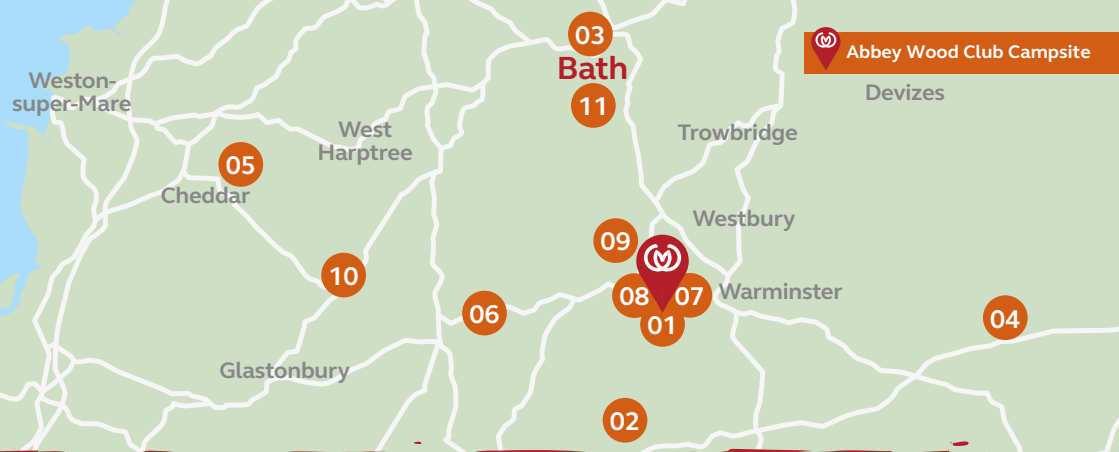 03
Abbey Wood Club Campsite
Bath
Weston-
super-Mare
Devizes
11
West
Harptree
Trowbridge
05
Cheddar
Westbury
09
10
08
07
Warminster
06
01
04
Glastonbury
02